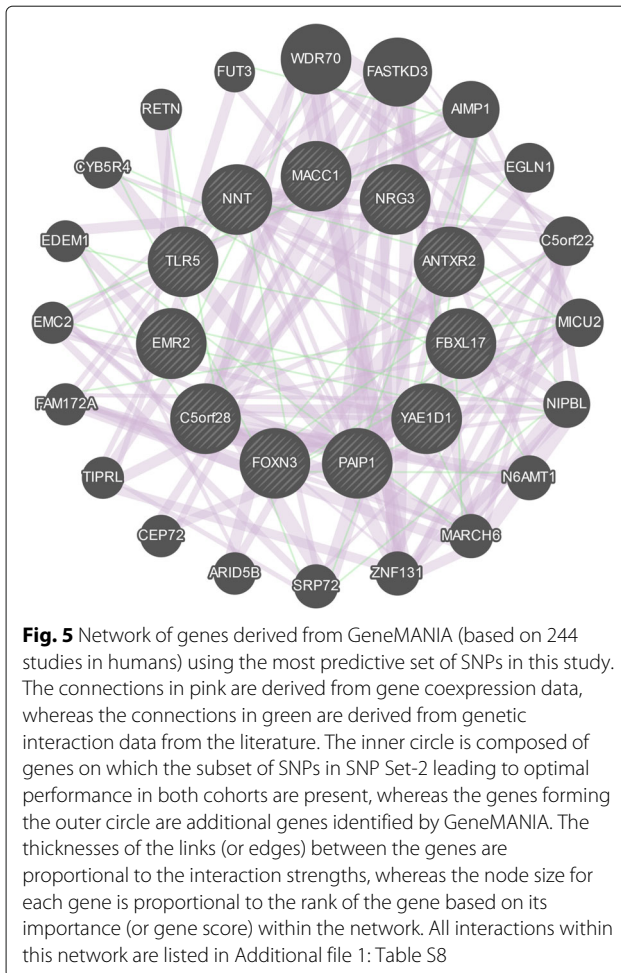 WDR70
FUT3
FASTKD3
RETN
AIMP1
CYB5R4
MACC1
EGLN1
NNT
NRG3
EDEM1
TLR5
ANTXR2
C5orf22
EMC2
EMR2
FBXL17
MICU2
FAM172A
C5orf28
YAE1D1
NIPBL
FOXN3
PAIP1
TIPRL
N6AMT1
CEP72
MARCH6
ARID5B
SRP72
ZNF131
Fig. 5 Network of genes derived from GeneMANIA (based on 244
studies in humans) using the most predictive set of SNPs in this study.
The connections in pink are derived from gene coexpression data,
whereas the connections in green are derived from genetic
interaction data from the literature. The inner circle is composed of
genes on which the subset of SNPs in SNP Set-2 leading to optimal
performance in both cohorts are present, whereas the genes forming
the outer circle are additional genes identified by GeneMANIA. The
thicknesses of the links (or edges) between the genes are
proportional to the interaction strengths, whereas the node size for
each gene is proportional to the rank of the gene based on its
importance (or gene score) within the network. All interactions within
this network are listed in Additional file 1: Table S8